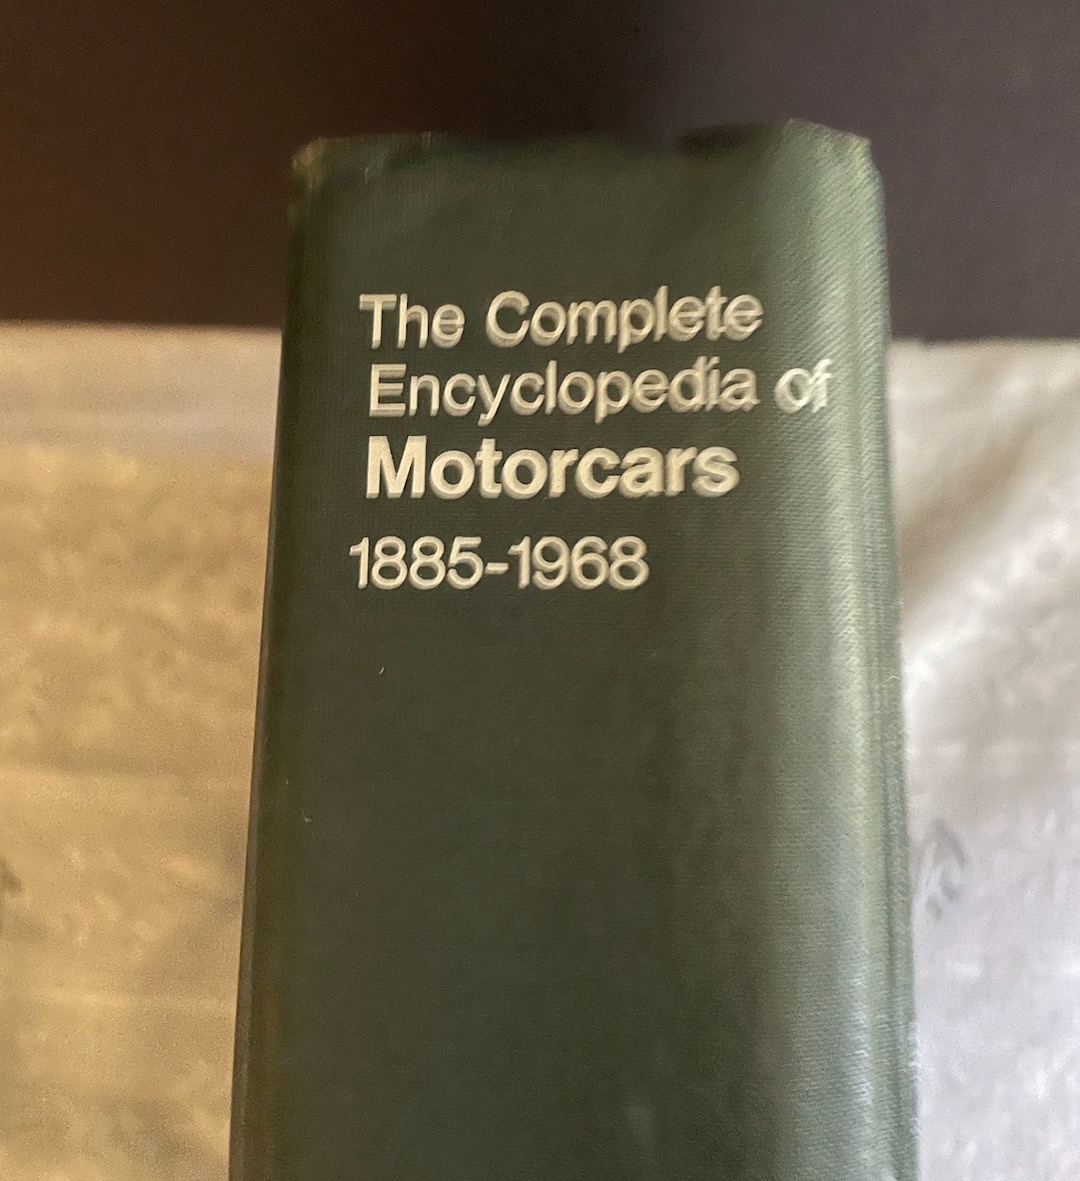 The Complete
Encyclopedia of
Motorcars
1885-1968